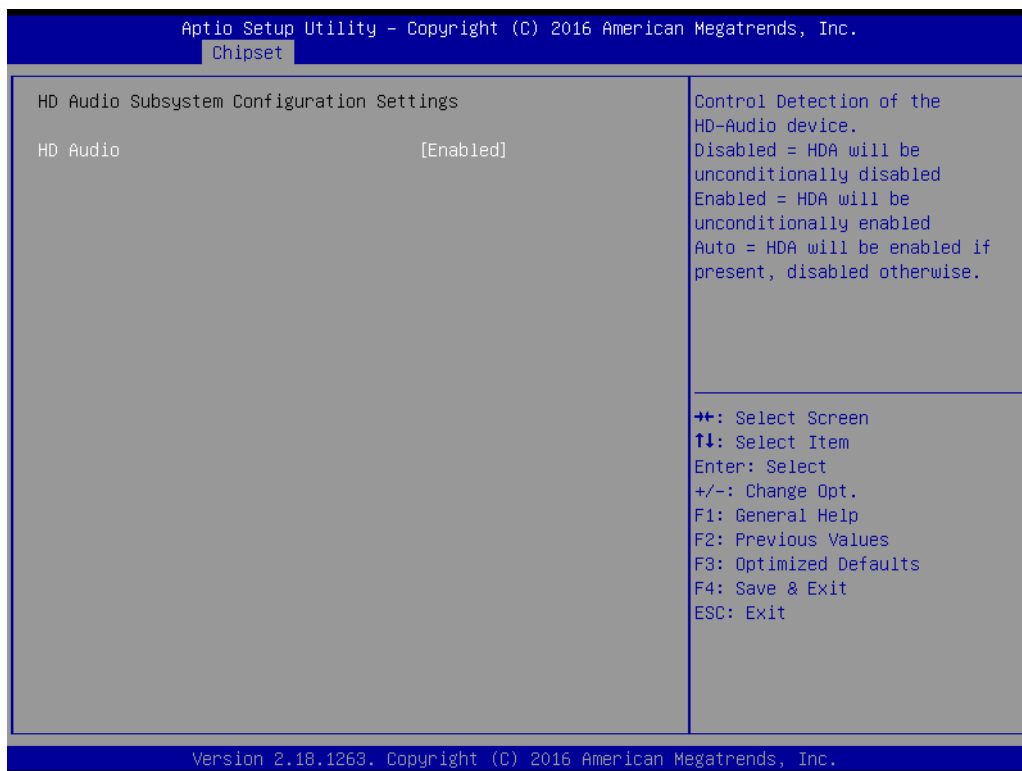 Aptio Setup Utility – Copyright (C) 2016 American Megatrends, Inc.
Chipset
HD Audio Subsystem Configuration Settings
HD Audio [Enabled]
Control Detection of the
HD-Audio device.
Disabled = HDA will be
unconditionally disabled
Enabled = HDA will be
unconditionally enabled
Auto = HDA will be enabled if
present, disabled otherwise.
→←: Select Screen
↑↓: Select Item
Enter: Select
+/-: Change Opt.
F1: General Help
F2: Previous Values
F3: Optimized Defaults
F4: Save & Exit
ESC: Exit
Version 2.18.1263. Copyright (C) 2016 American Megatrends, Inc.